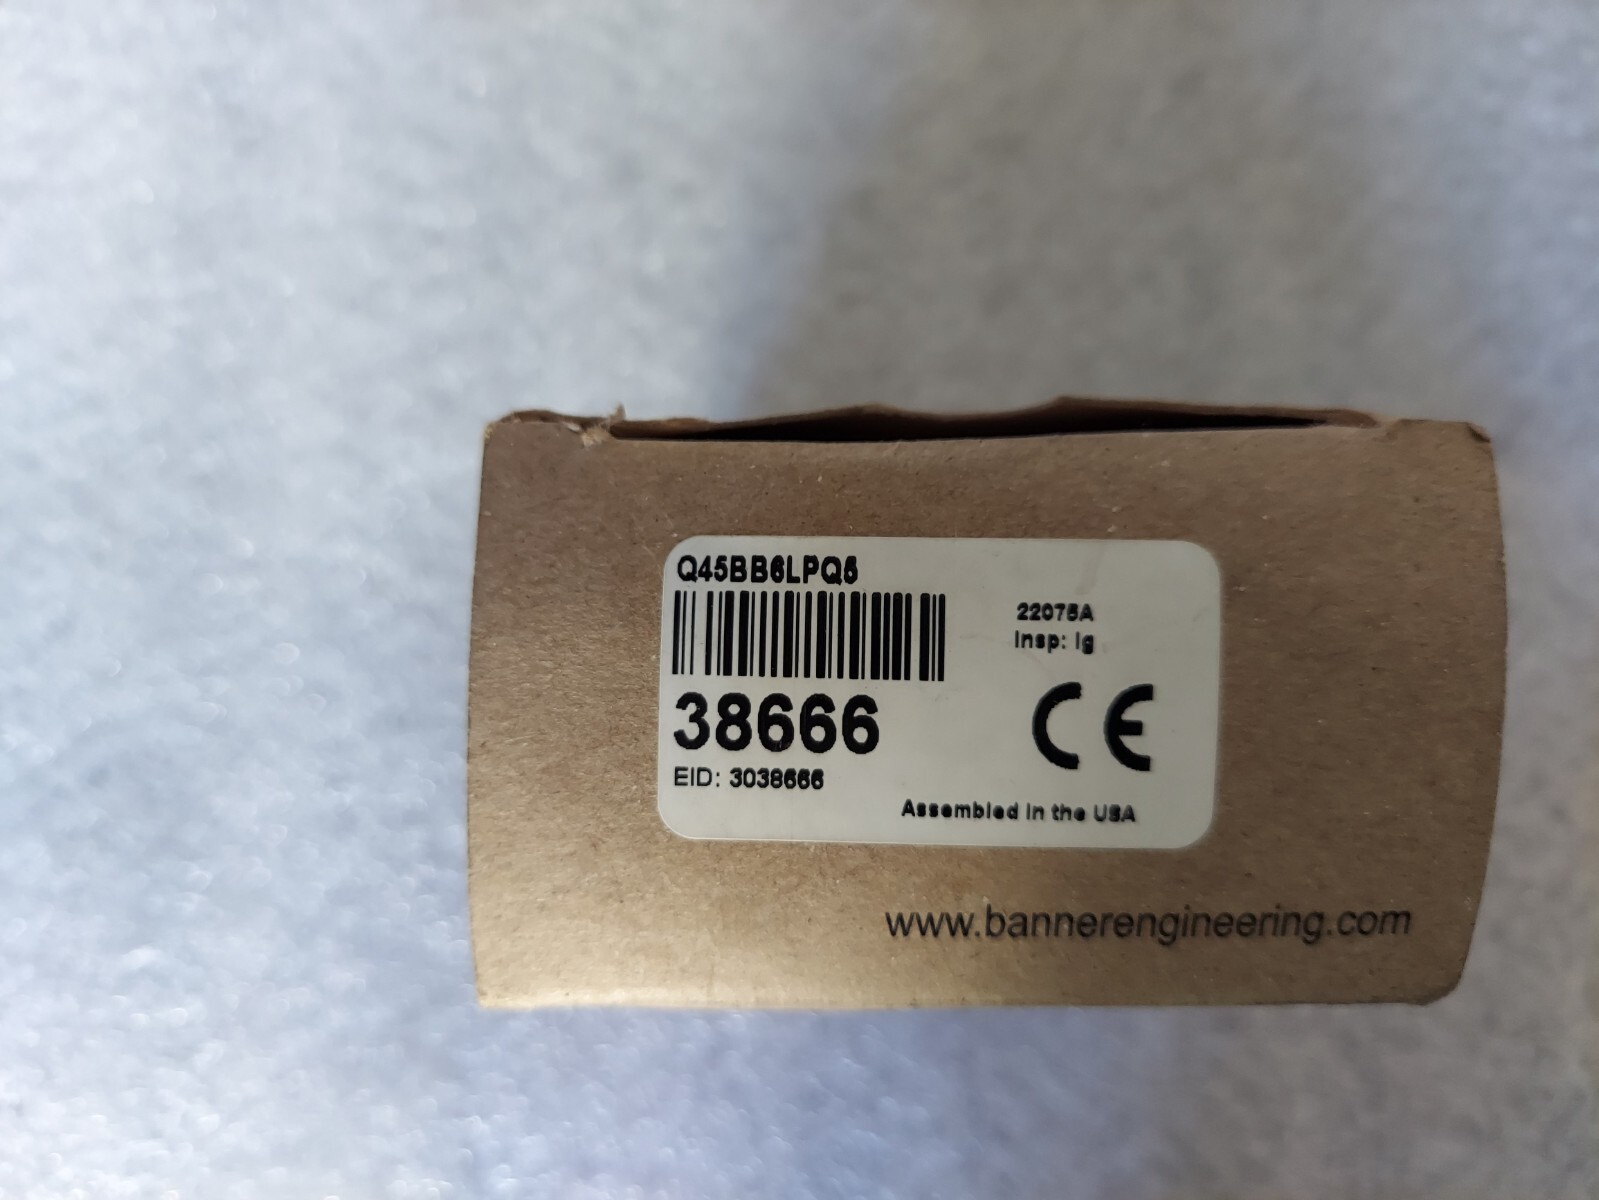 Q45BB6LPQ5
22075A
Insp: lg
38666
CE
EID: 3038666
Assembled in the USA
www.bannerengineering.com